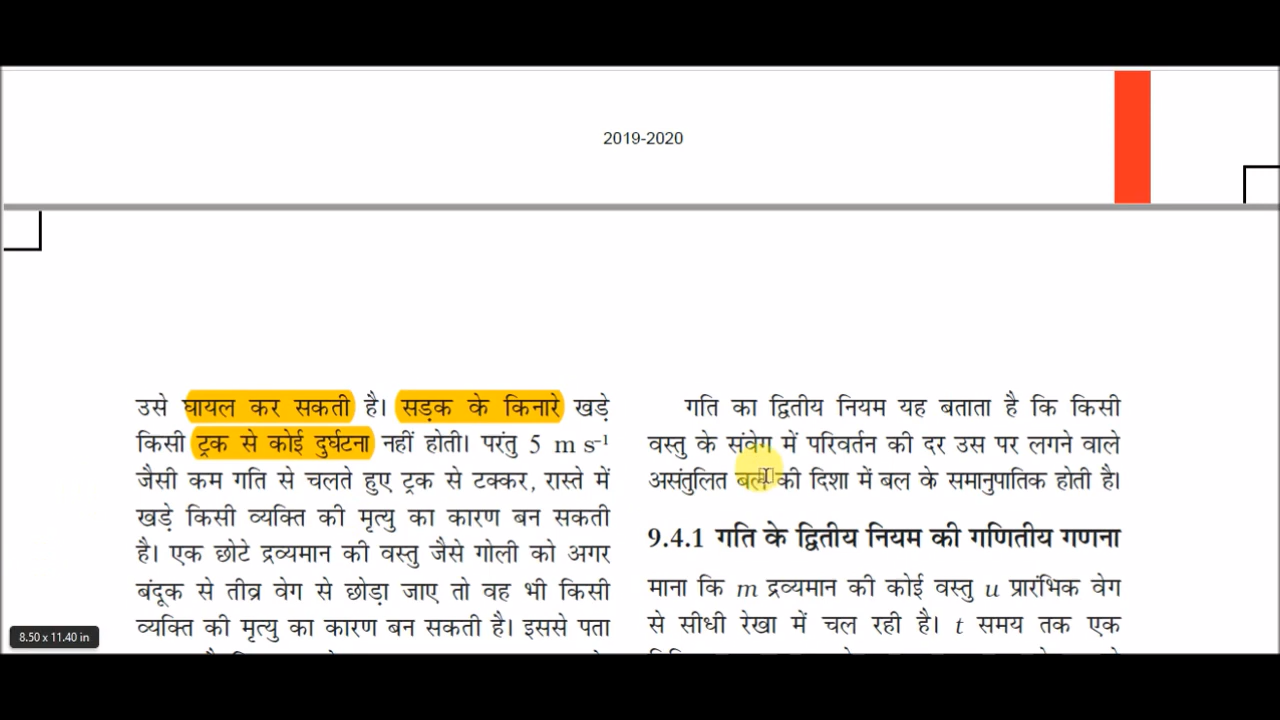 2019-2020
उसे घायल कर सकती है। सड़क के किनारे खड़े
किसी ट्रक से कोई दुर्घटना नहीं होती। परंतु 5 m s⁻¹
जैसी कम गति से चलते हुए ट्रक से टक्कर, रास्ते में
खड़े किसी व्यक्ति की मृत्यु का कारण बन सकती
है। एक छोटे द्रव्यमान की वस्तु जैसे गोली को अगर
बंदूक से तीव्र वेग से छोड़ा जाए तो वह भी किसी
व्यक्ति की मृत्यु का कारण बन सकती है। इससे पता
गति का द्वितीय नियम यह बताता है कि किसी
वस्तु के संवेग में परिवर्तन की दर उस पर लगने वाले
असंतुलित बल की दिशा में बल के समानुपातिक होती है।
9.4.1 गति के द्वितीय नियम की गणितीय गणना
माना कि m द्रव्यमान की कोई वस्तु u प्रारंभिक वेग
से सीधी रेखा में चल रही है। t समय तक एक
8.50 x 11.40 in